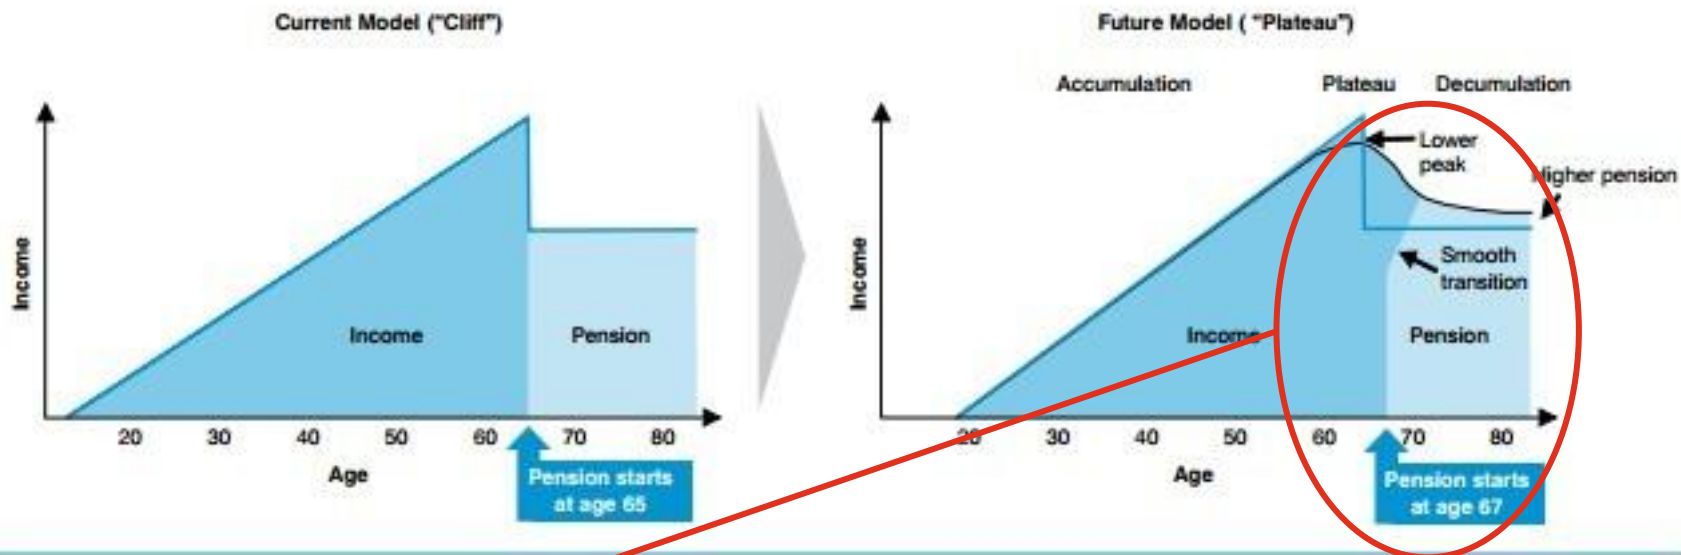 Current Model ("Cliff")
Income
Income
Pension
20 30 40 50 60 70 80
Age
Pension starts
at age 65
Future Model ( "Plateau")
Accumulation Plateau Decumulation
Lower
peak
Higher pension
Smooth
transition
Income
Income
Pension
20 30 40 50 60 70 80
Age
Pension starts
at age 67